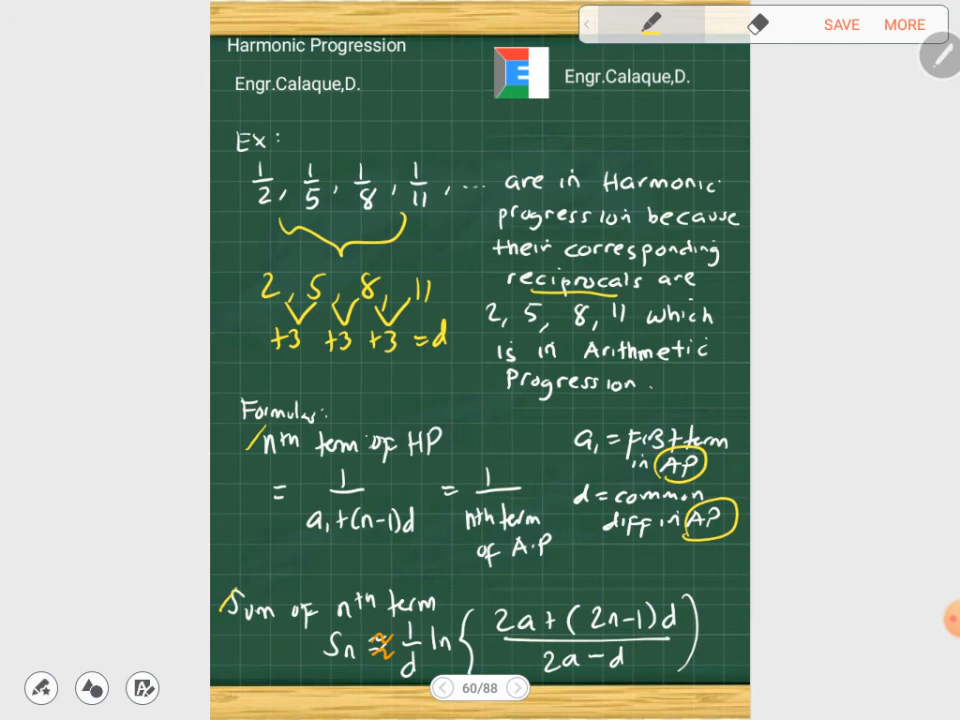 SAVE
MORE
Harmonic Progression
Engr.Calaque,D.
E
Engr.Calaque,D.
Ex:
1/2, 1/5, 1/8, 1/11, ...
2, 5, 8, 11
+3 +3 +3 = d
are in Harmonic
progression because
their corresponding
reciprocals are
2, 5, 8, 11 which
is in Arithmetic
Progression.
Formulas:
nth term of HP
= 1/(a₁+(n-1)d) = 1/(nth term of A.P)
a₁ = First term
in AP
d = common
diff in AP
Sum of nth term
Sn ≈ 1/d ln { (2a + (2n-1)d)/(2a-d) )
60/88